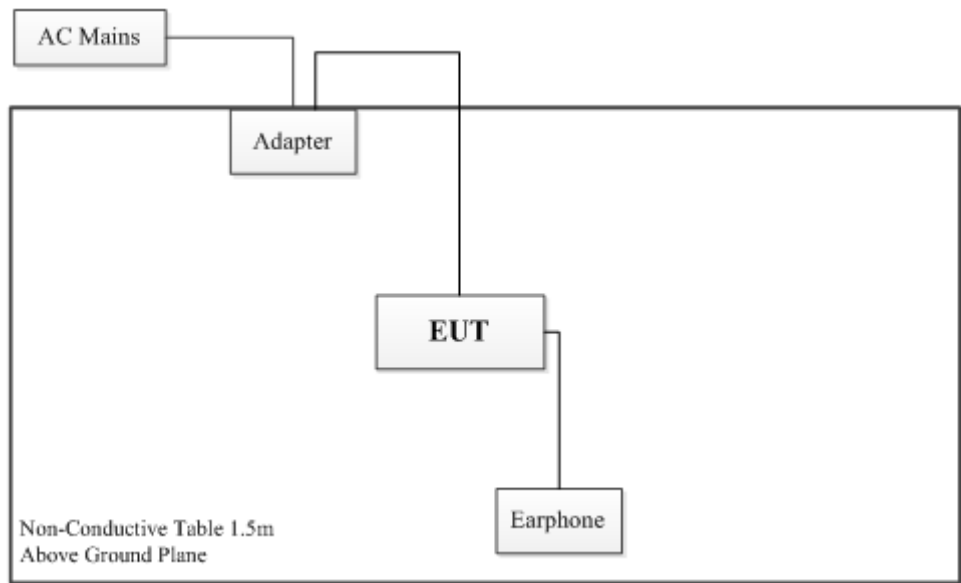 AC Mains
Adapter
EUT
Earphone
Non-Conductive Table 1.5m
Above Ground Plane